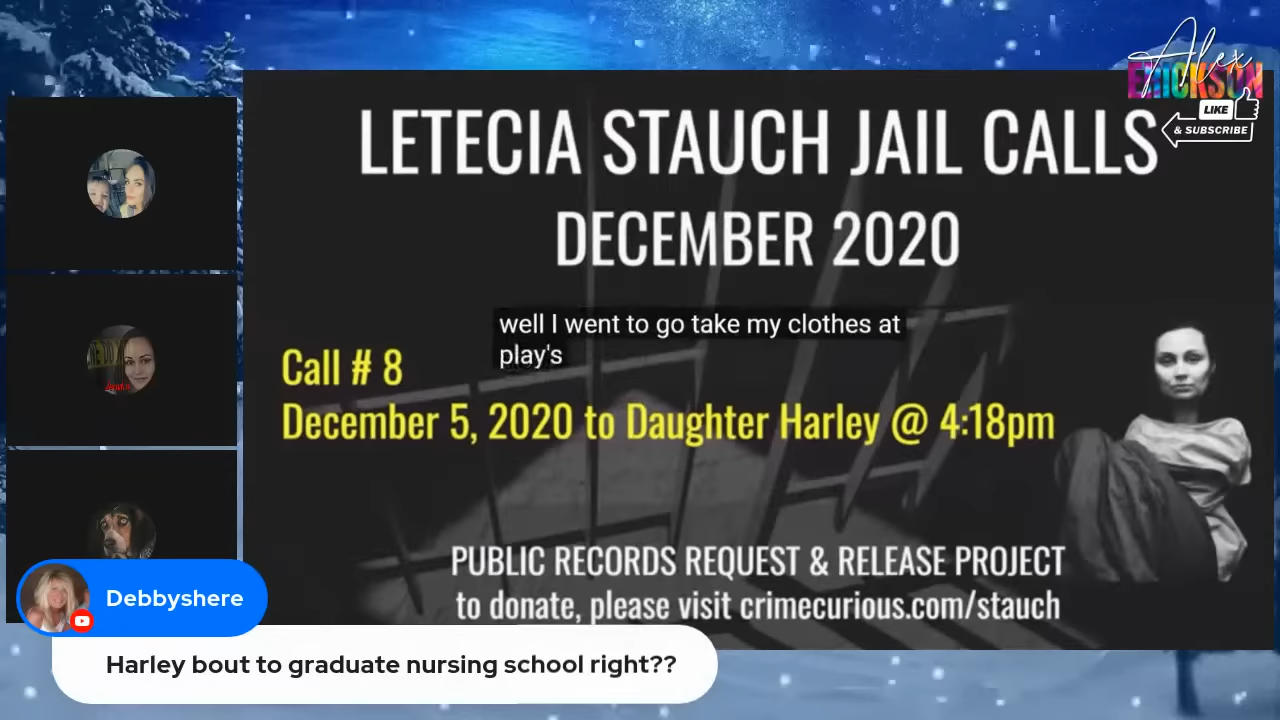 Alex
ERICKSON
LIKE
& SUBSCRIBE
LETECIA STAUCH JAIL CALLS
DECEMBER 2020
well I went to go take my clothes at
play's
Call # 8
December 5, 2020 to Daughter Harley @ 4:18pm
PUBLIC RECORDS REQUEST & RELEASE PROJECT
to donate, please visit crimecurious.com/stauch
Debbyshere
Harley bout to graduate nursing school right??